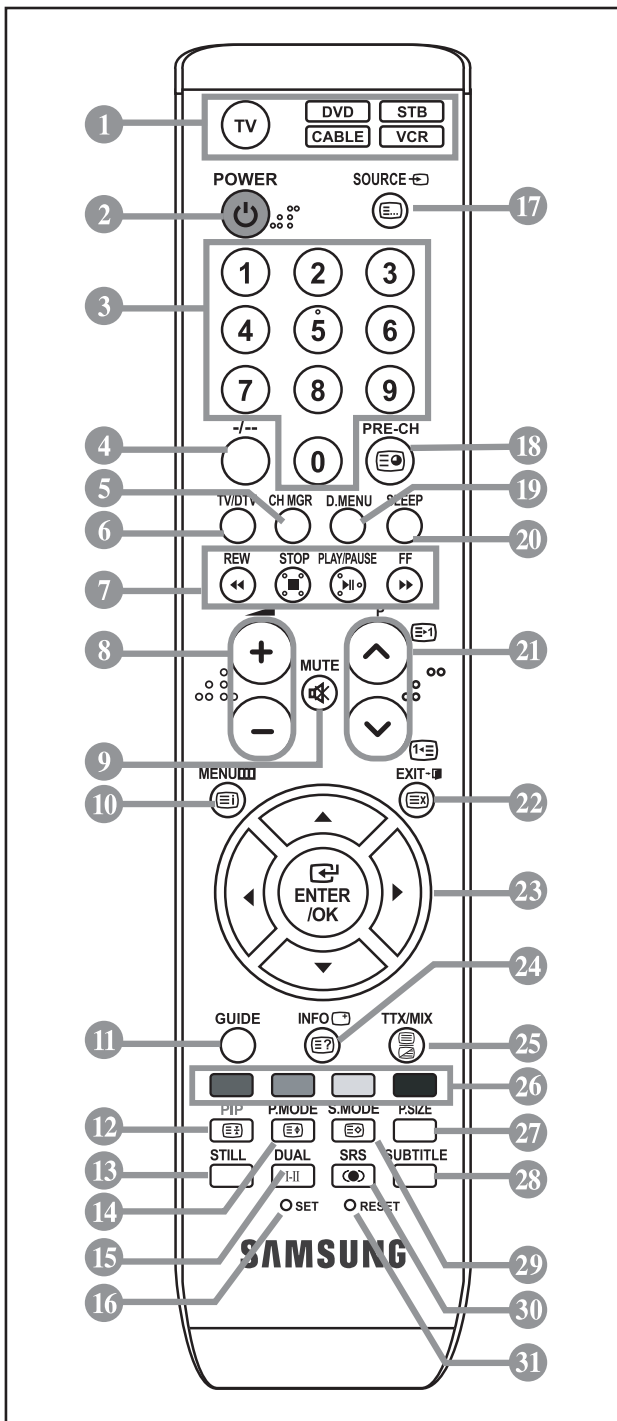 1
TV
DVD STB
CABLE VCR
POWER SOURCE
2
17
1 2 3
3
4 5 6
7 8 9
-/-- PRE-CH
4
0
18
5
19
TV/DTV CH MGR D.MENU SLEEP
6
20
REW STOP PLAY/PAUSE FF
7
P
8
+
21
MUTE
-
9
MENU EXIT
10
22
ENTER
/OK
23
24
GUIDE INFO TTX/MIX
11
25
26
PIP P.MODE S.MODE P.SIZE
12
27
STILL DUAL SRS SUBTITLE
13
I-II
28
14
SET RESET
15
29
SAMSUNG
16
30
31